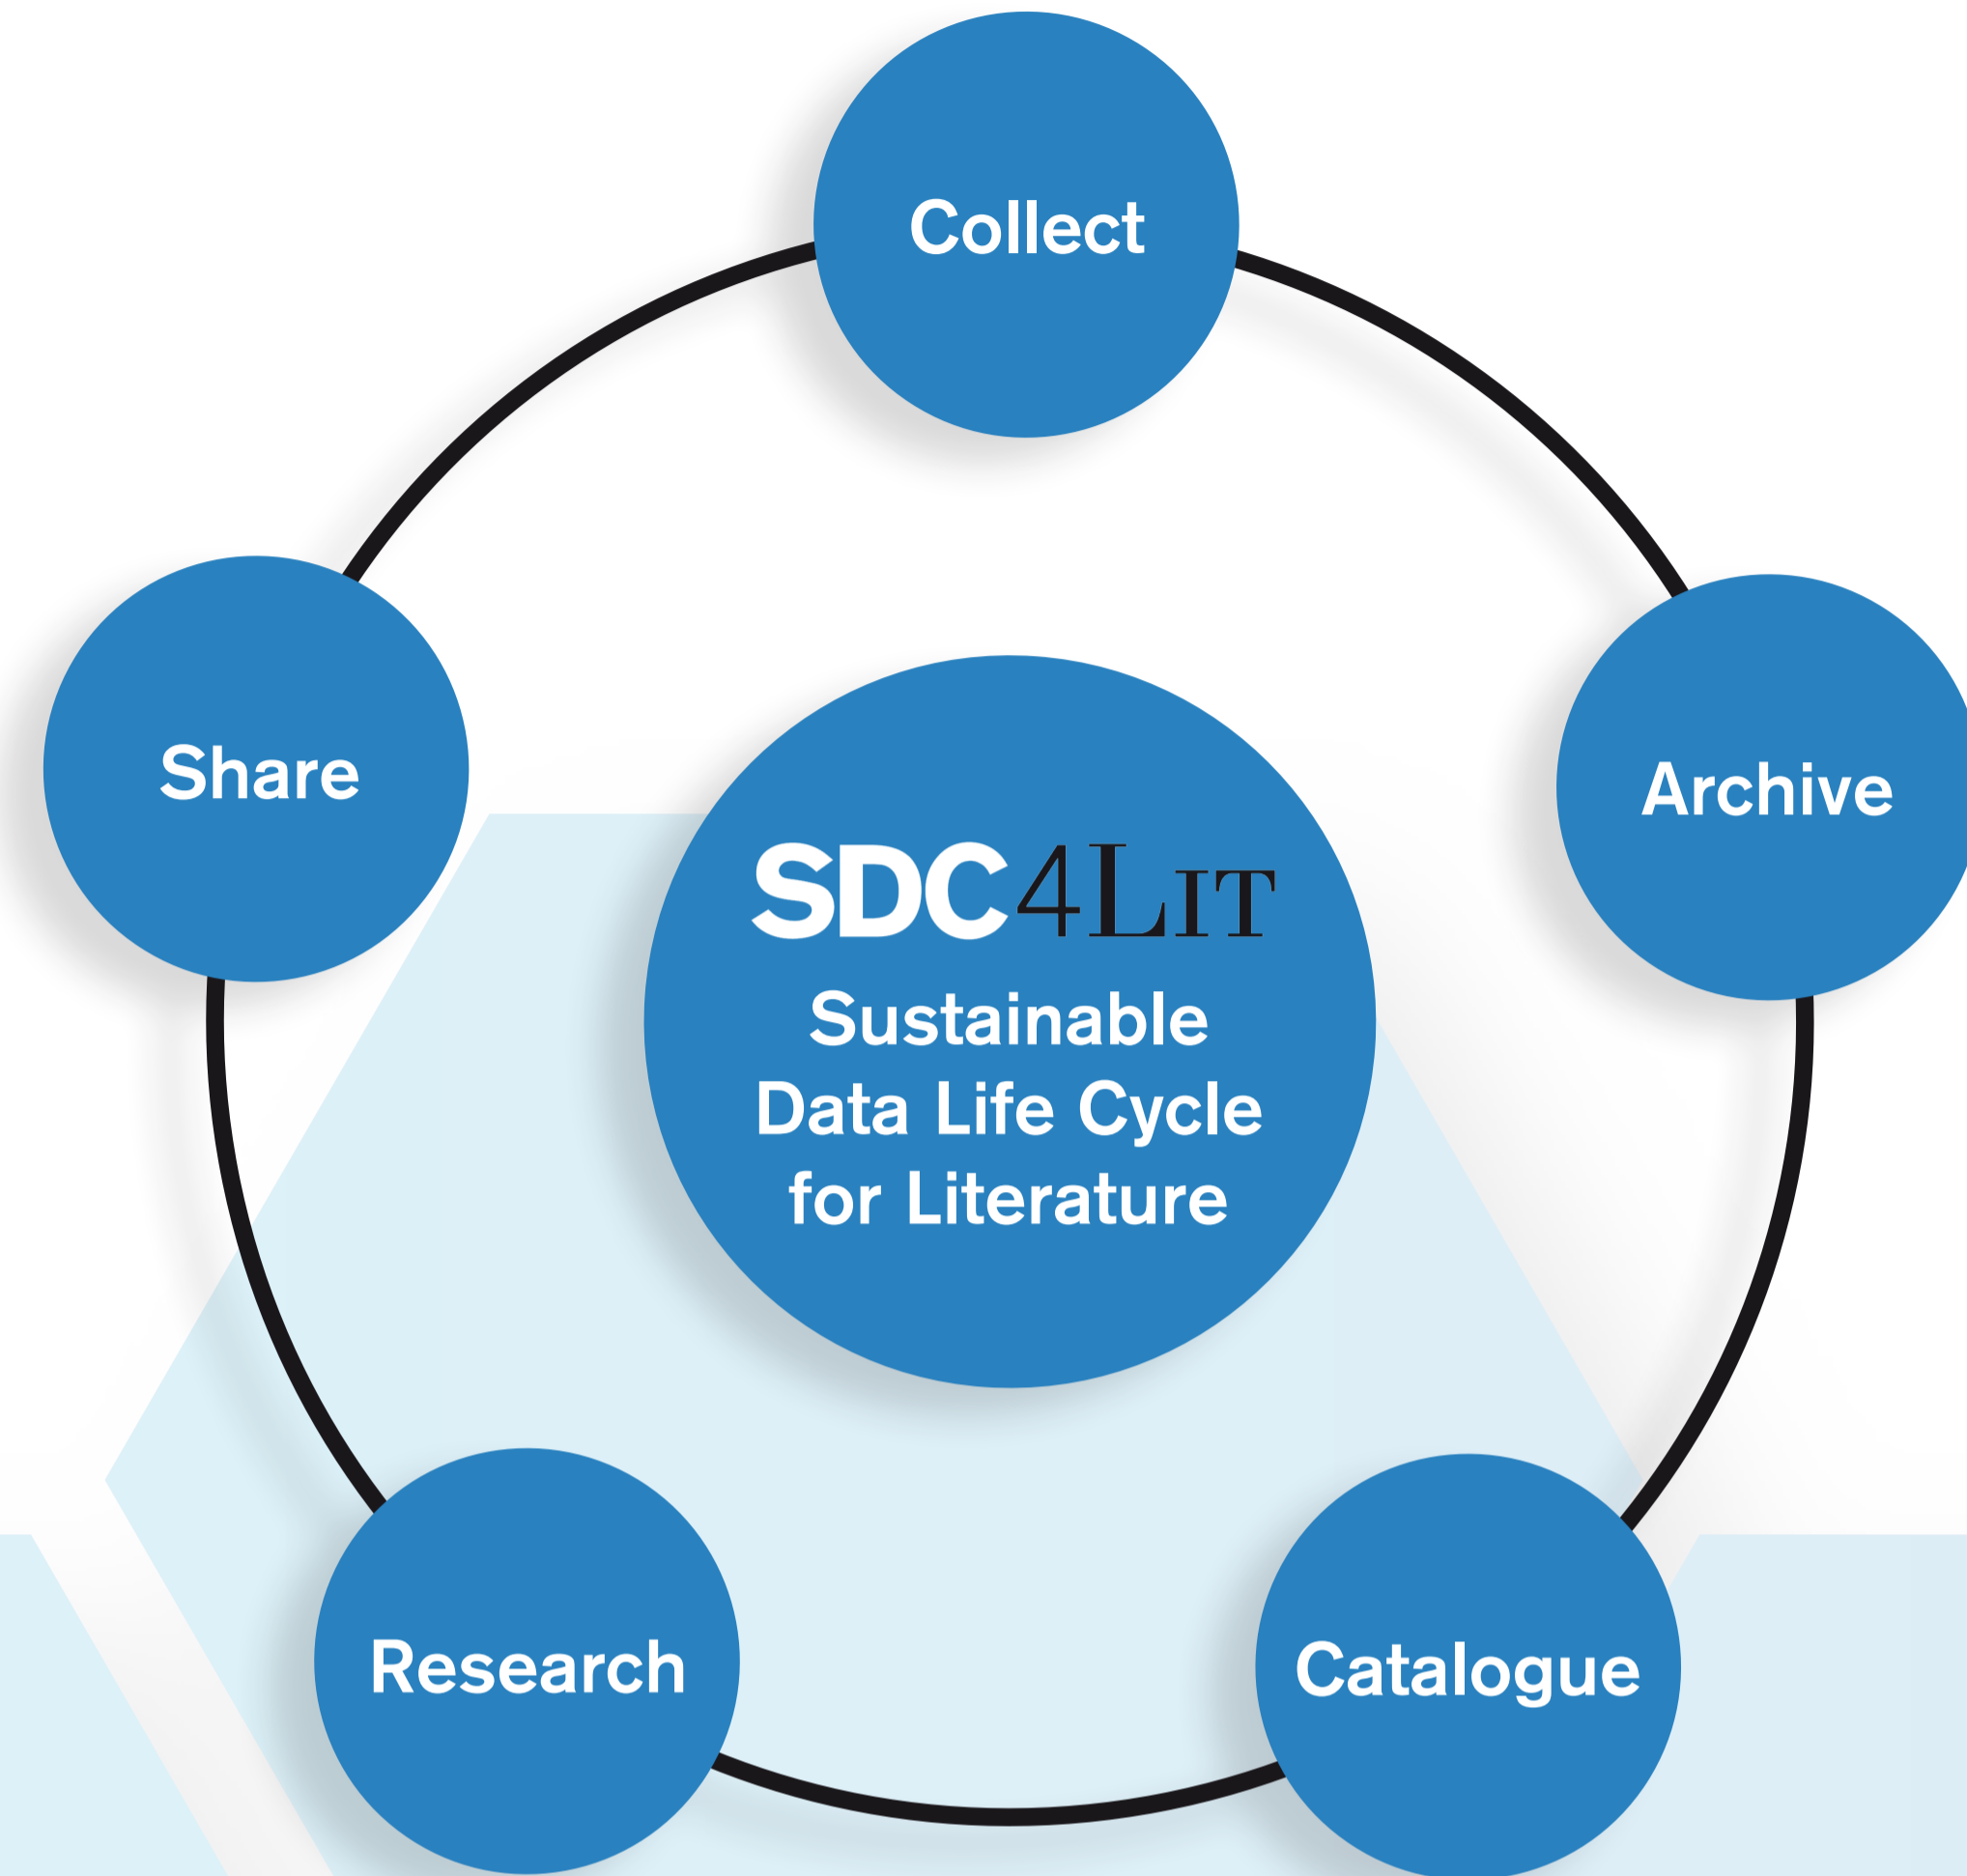 Collect
Share
Archive
SDC4LIT
Sustainable
Data Life Cycle
for Literature
Research
Catalogue